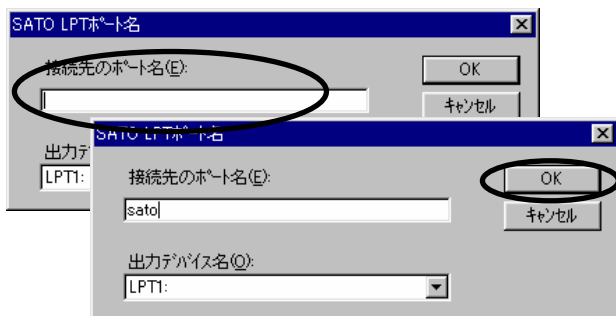 SATO LPTﾎﾟｰﾄ名
接続先のﾎﾟｰﾄ名(E):
OK
ｷｬﾝｾﾙ
出力デ
LPT1:
SATO LPTﾎﾟｰﾄ名
接続先のﾎﾟｰﾄ名(E):
sato
OK
ｷｬﾝｾﾙ
出力ﾃﾞﾊﾞｲｽ名(O):
LPT1: